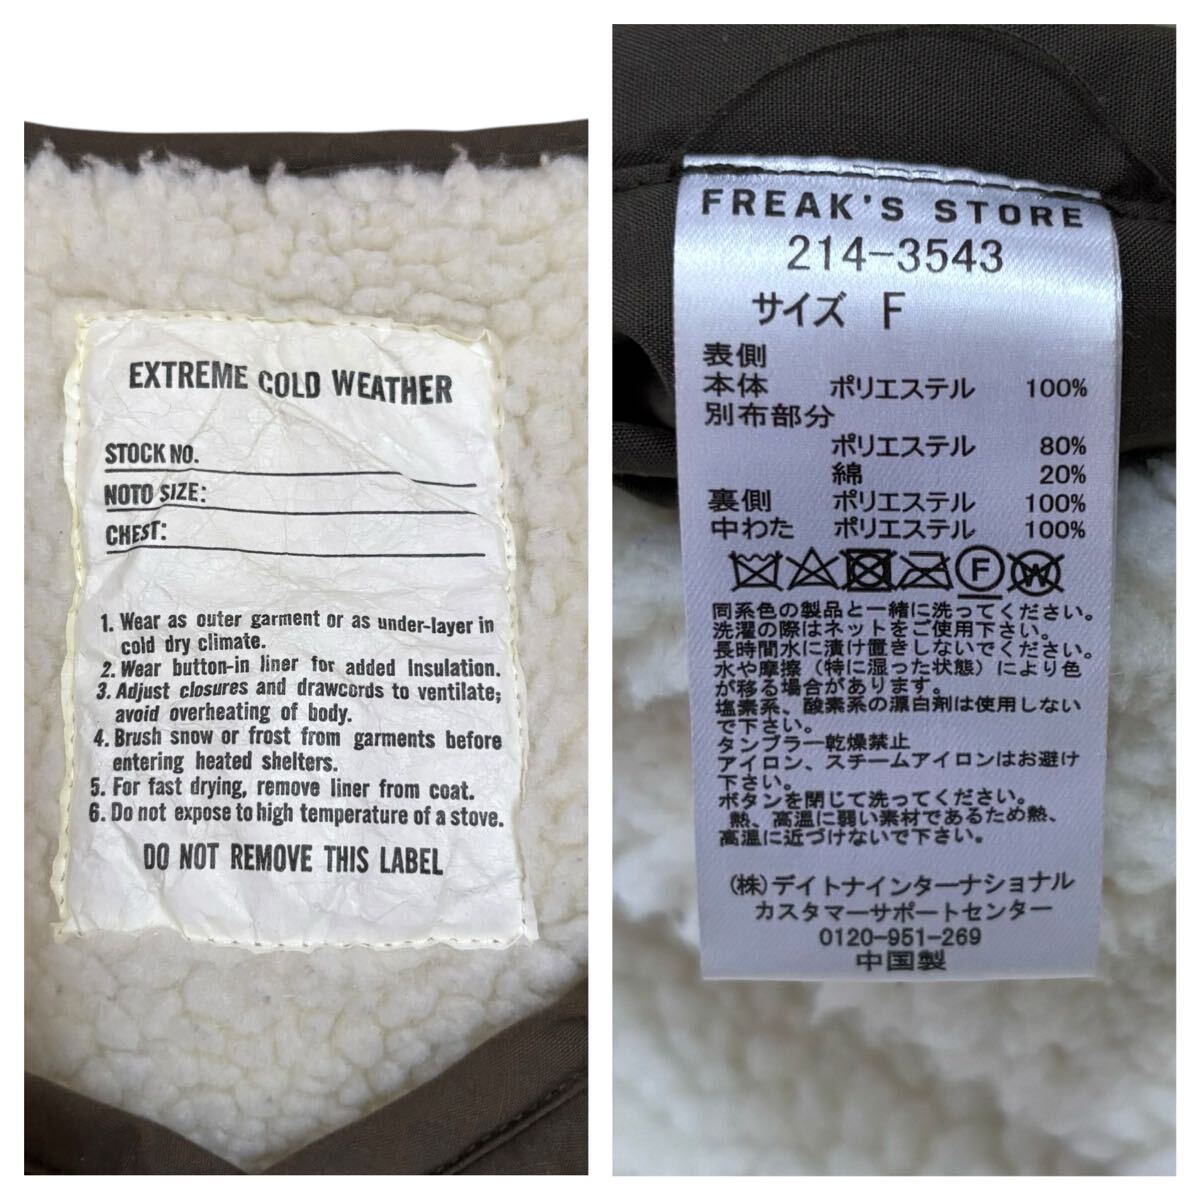 EXTREME COLD WEATHER
STOCK NO.
NOTO SIZE:
CHEST:
1. Wear as outer garment or as under-layer in
cold dry climate.
2. Wear button-in liner for added Insulation.
3. Adjust closures and drawcords to ventilate;
avoid overheating of body.
4. Brush snow or frost from garments before
entering heated shelters.
5. For fast drying, remove liner from coat.
6. Do not expose to high temperature of a stove.
DO NOT REMOVE THIS LABEL
FREAK'S STORE
214-3543
サイズ F
表側
本体 ポリエステル 100%
別布部分
ポリエステル 80%
綿 20%
裏側 ポリエステル 100%
中わた ポリエステル 100%
F W
同系色の製品と一緒に洗ってください。
洗濯の際はネットをご使用下さい。
長時間水に漬け置きしないでください。
水や摩擦（特に湿った状態）により色
が移る場合があります。
塩素系、酸素系の漂白剤は使用しない
で下さい。
タンブラー乾燥禁止
アイロン、スチームアイロンはお避け
下さい。
ボタンを閉じて洗ってください。
熱、高温に弱い素材であるため熱、
高温に近づけないで下さい。
(株)デイトナインターナショナル
カスタマーサポートセンター
0120-951-269
中国製